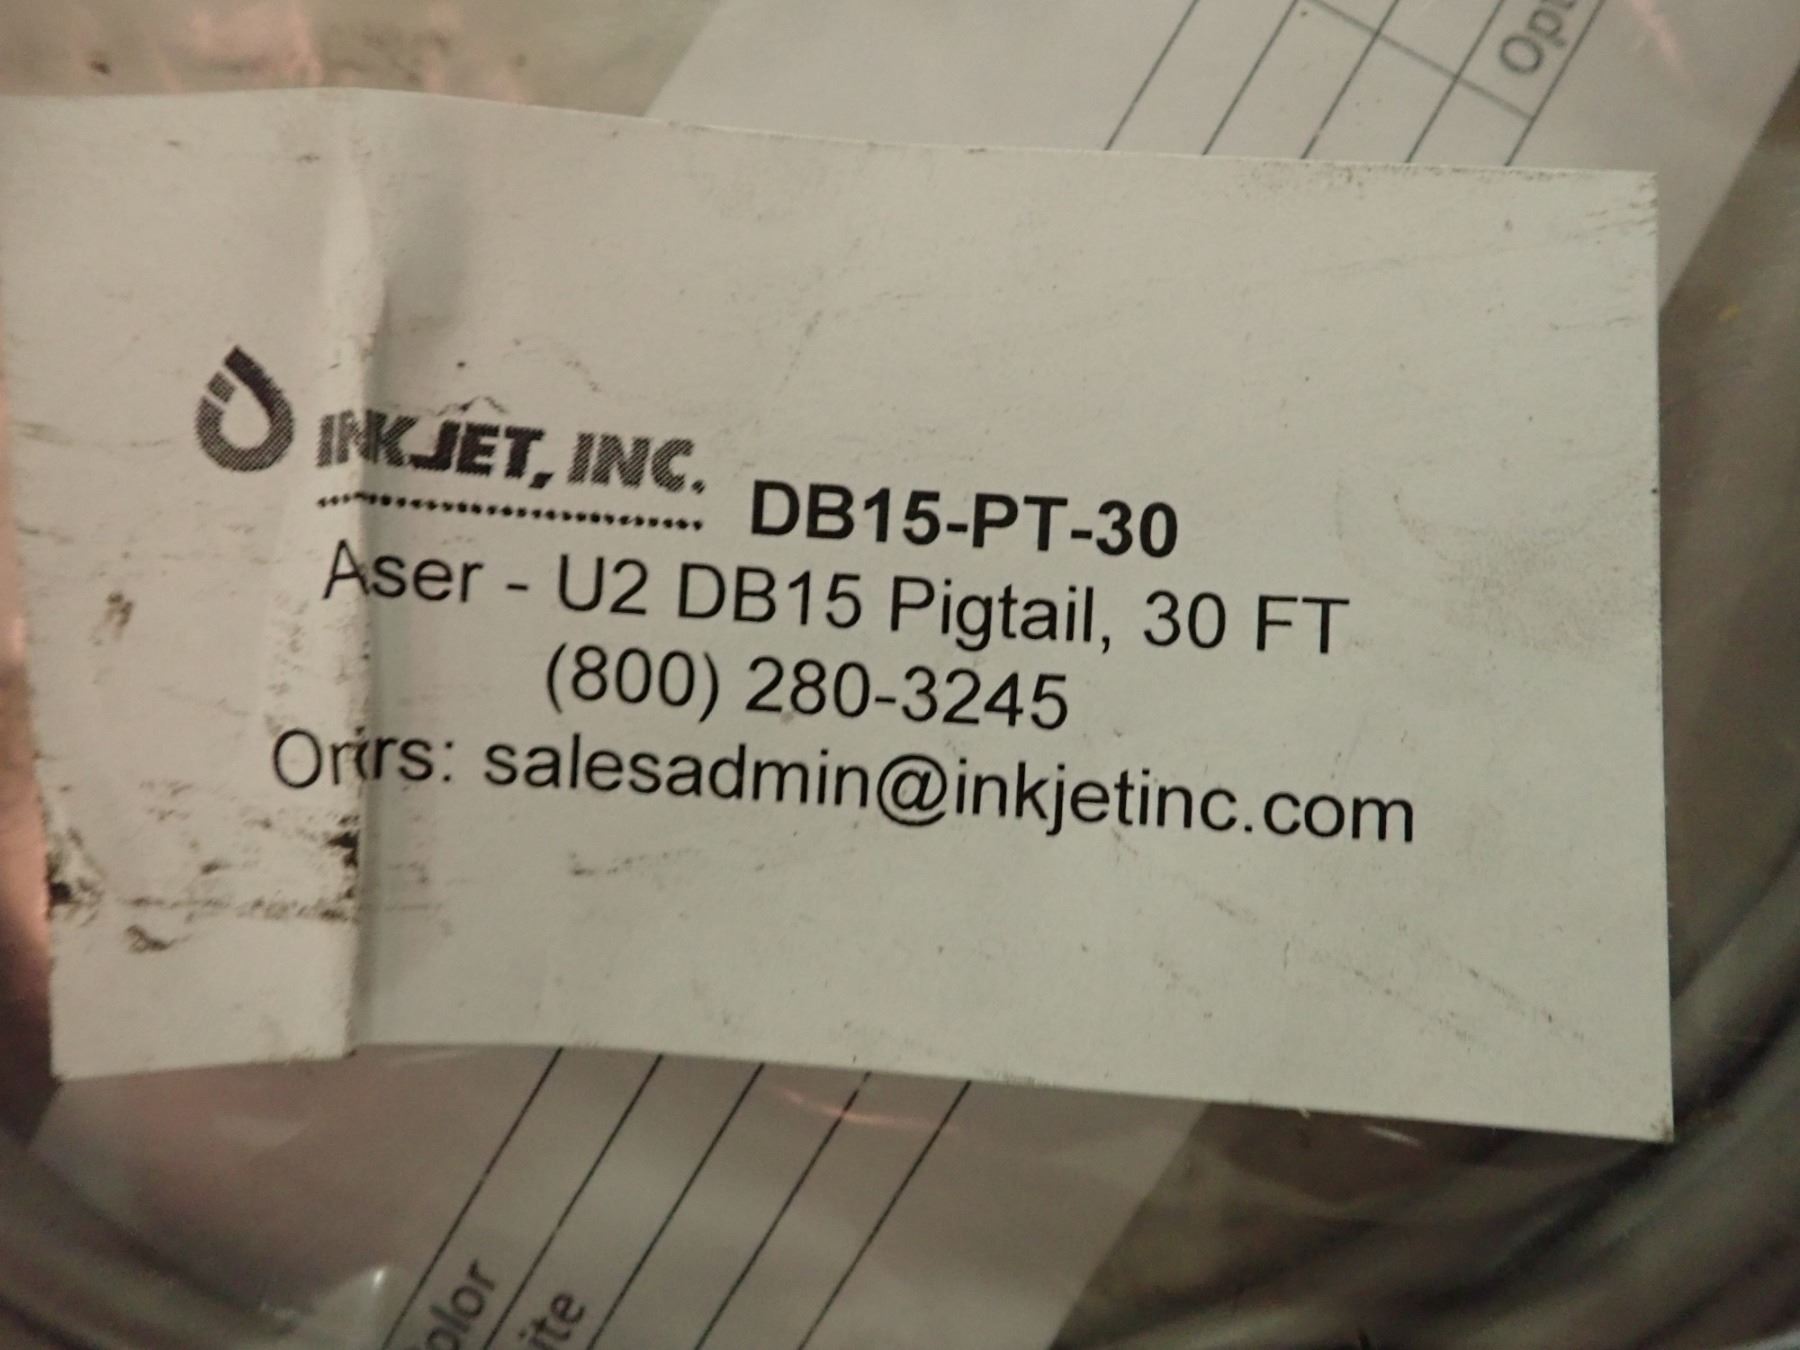 INKJET, INC. DB15-PT-30
Aser - U2 DB15 Pigtail, 30 FT
(800) 280-3245
salesadmin@inkjetinc.com